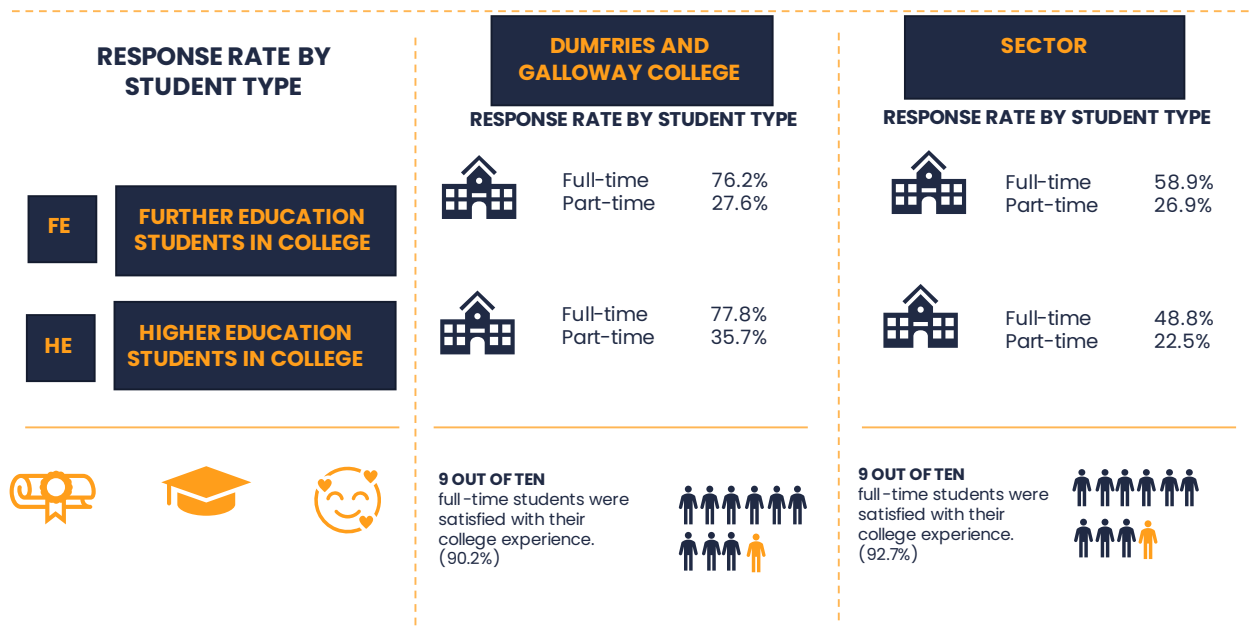 RESPONSE RATE BY
STUDENT TYPE
FE
FURTHER EDUCATION
STUDENTS IN COLLEGE
HE
HIGHER EDUCATION
STUDENTS IN COLLEGE
DUMFRIES AND
GALLOWAY COLLEGE
RESPONSE RATE BY STUDENT TYPE
Full-time 76.2%
Part-time 27.6%
Full-time 77.8%
Part-time 35.7%
9 OUT OF TEN
full-time students were
satisfied with their
college experience.
(90.2%)
SECTOR
RESPONSE RATE BY STUDENT TYPE
Full-time 58.9%
Part-time 26.9%
Full-time 48.8%
Part-time 22.5%
9 OUT OF TEN
full-time students were
satisfied with their
college experience.
(92.7%)